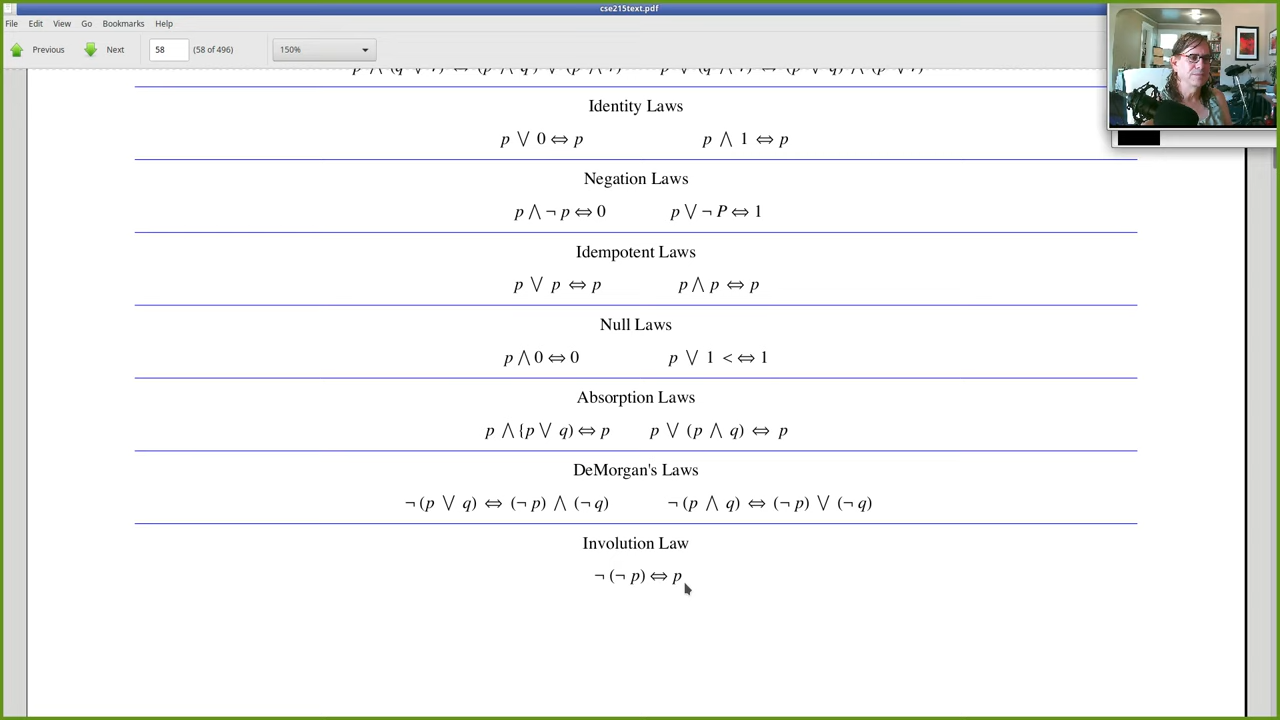 cse215text.pdf
File Edit View Go Bookmarks Help
Previous Next 58 (58 of 496) 150%
Identity Laws
p ⋁ 0 ⇔ p p ⋀ 1 ⇔ p
Negation Laws
p ⋀ ¬ p ⇔ 0 p ⋁ ¬ P ⇔ 1
Idempotent Laws
p ⋁ p ⇔ p p ⋀ p ⇔ p
Null Laws
p ⋀ 0 ⇔ 0 p ⋁ 1 < ⇔ 1
Absorption Laws
p ⋀ {p ⋁ q) ⇔ p p ⋁ (p ⋀ q) ⇔ p
DeMorgan's Laws
¬ (p ⋁ q) ⇔ (¬ p) ⋀ (¬ q) ¬ (p ⋀ q) ⇔ (¬ p) ⋁ (¬ q)
Involution Law
¬ (¬ p) ⇔ p